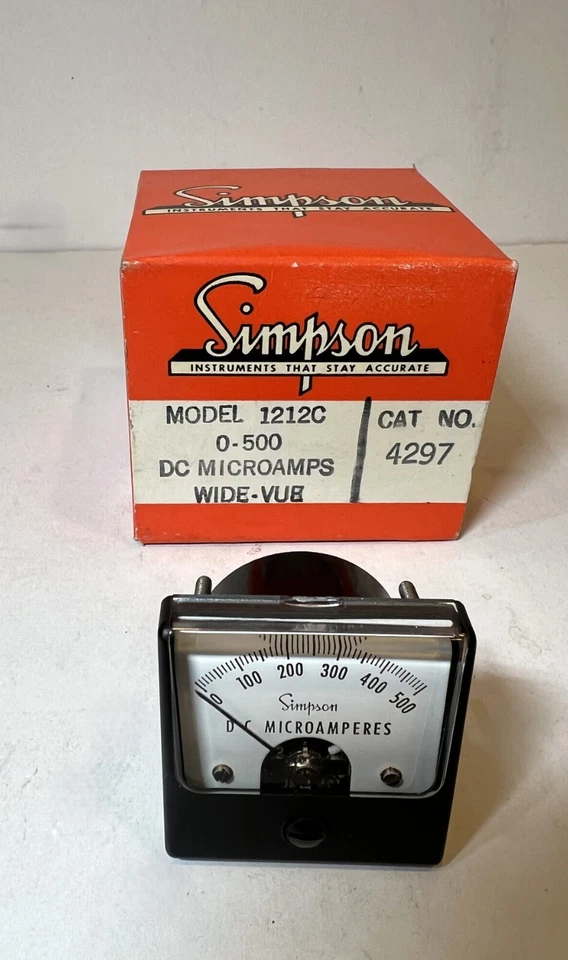 Simpson
INSTRUMENTS THAT STAY ACCURATE
Simpson
INSTRUMENTS THAT STAY ACCURATE
MODEL 1212C
0-500
DC MICROAMPS
WIDE-VUE
CAT NO.
4297
0 100 200 300 400 500
Simpson
D C MICROAMPERES